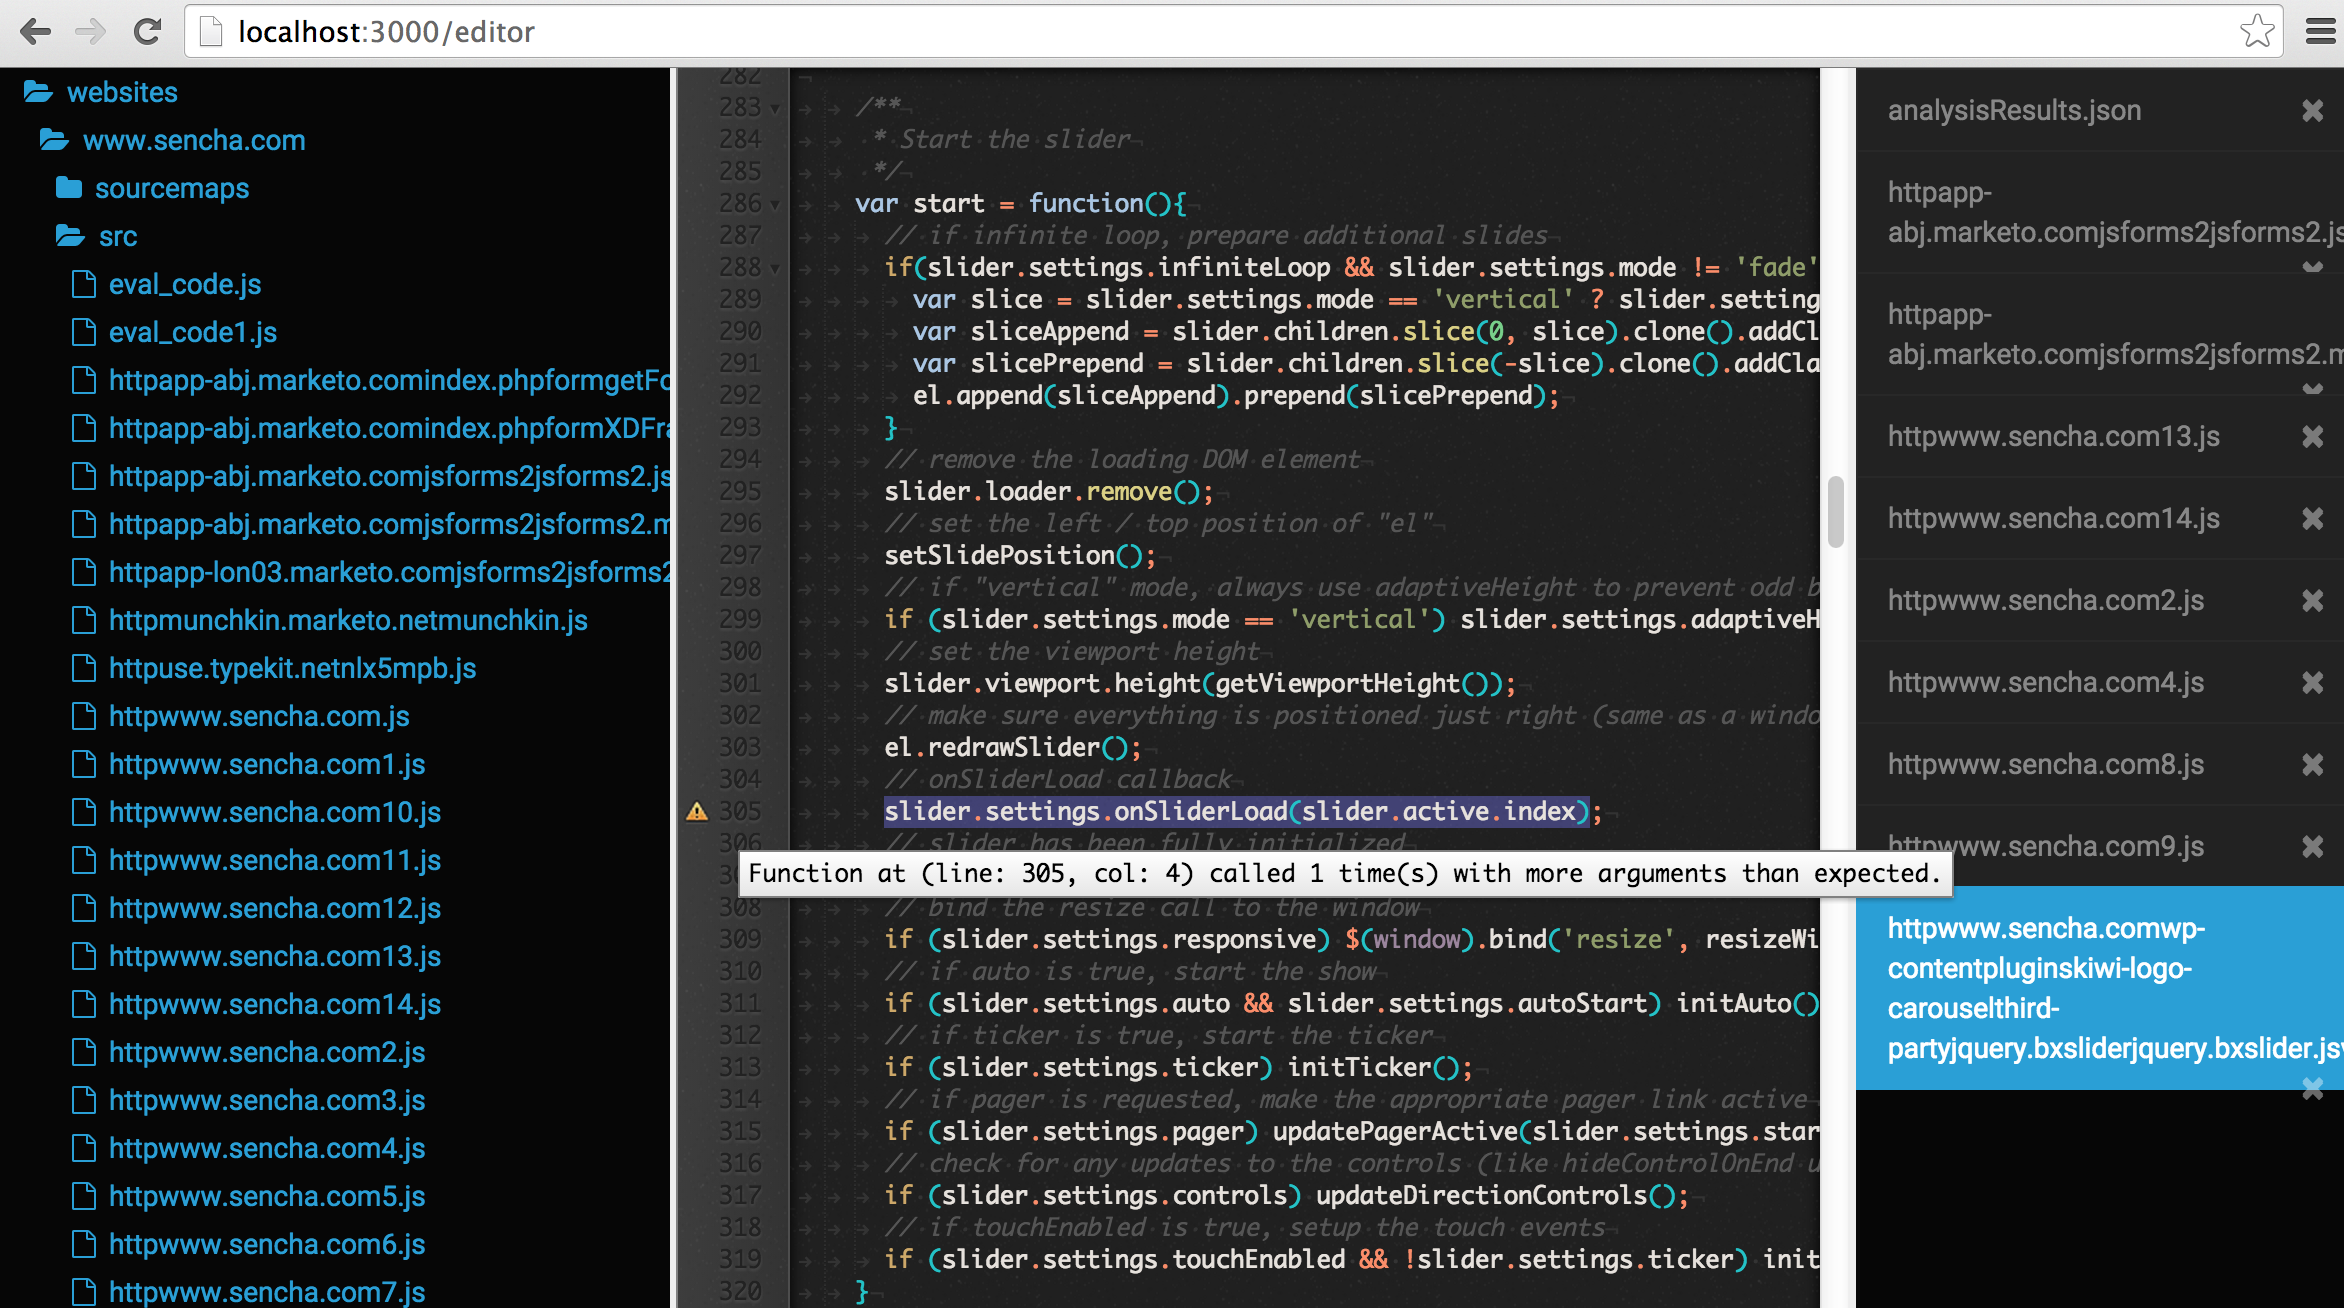 localhost:3000/editor
websites
www.sencha.com
sourcemaps
src
eval_code.js
eval_code1.js
httpapp-abj.marketo.comindex.phpformgetFo
httpapp-abj.marketo.comindex.phpformXDFra
httpapp-abj.marketo.comjsforms2jsforms2.js
httpapp-abj.marketo.comjsforms2jsforms2.m
httpapp-lon03.marketo.comjsforms2jsforms2
httpmunchkin.marketo.netmunchkin.js
httpuse.typekit.netnlx5mpb.js
httpwww.sencha.com.js
httpwww.sencha.com1.js
httpwww.sencha.com10.js
httpwww.sencha.com11.js
httpwww.sencha.com12.js
httpwww.sencha.com13.js
httpwww.sencha.com14.js
httpwww.sencha.com2.js
httpwww.sencha.com3.js
httpwww.sencha.com4.js
httpwww.sencha.com5.js
httpwww.sencha.com6.js
httpwww.sencha.com7.js
282
283 /**
284 * Start the slider
285 */
286 var start = function(){
287 // if infinite loop, prepare additional slides
288 if(slider.settings.infiniteLoop && slider.settings.mode != 'fade'
289 var slice = slider.settings.mode == 'vertical' ? slider.setting
290 var sliceAppend = slider.children.slice(0, slice).clone().addCl
291 var slicePrepend = slider.children.slice(-slice).clone().addCla
292 el.append(sliceAppend).prepend(slicePrepend);
293 }
294 // remove the loading DOM element
295 slider.loader.remove();
296 // set the left / top position of "el"
297 setSlidePosition();
298 // if "vertical" mode, always use adaptiveHeight to prevent odd b
299 if (slider.settings.mode == 'vertical') slider.settings.adaptiveH
300 // set the viewport height
301 slider.viewport.height(getViewportHeight());
302 // make sure everything is positioned just right (same as a windo
303 el.redrawSlider();
304 // onSliderLoad callback
305 slider.settings.onSliderLoad(slider.active.index);
306 // slider has been fully initialized
Function at (line: 305, col: 4) called 1 time(s) with more arguments than expected.
308 // bind the resize call to the window
309 if (slider.settings.responsive) $(window).bind('resize', resizeWi
310 // if auto is true, start the show
311 if (slider.settings.auto && slider.settings.autoStart) initAuto()
312 // if ticker is true, start the ticker
313 if (slider.settings.ticker) initTicker();
314 // if pager is requested, make the appropriate pager link active
315 if (slider.settings.pager) updatePagerActive(slider.settings.star
316 // check for any updates to the controls (like hideControlOnEnd u
317 if (slider.settings.controls) updateDirectionControls();
318 // if touchEnabled is true, setup the touch events
319 if (slider.settings.touchEnabled && !slider.settings.ticker) init
320 }
analysisResults.json
httpapp-
abj.marketo.comjsforms2jsforms2.js
httpapp-
abj.marketo.comjsforms2jsforms2.m
httpwww.sencha.com13.js
httpwww.sencha.com14.js
httpwww.sencha.com2.js
httpwww.sencha.com4.js
httpwww.sencha.com8.js
httpwww.sencha.com9.js
httpwww.sencha.comwp-
contentpluginskiwi-logo-
carouselthird-
partyjquery.bxsliderjquery.bxslider.jsv